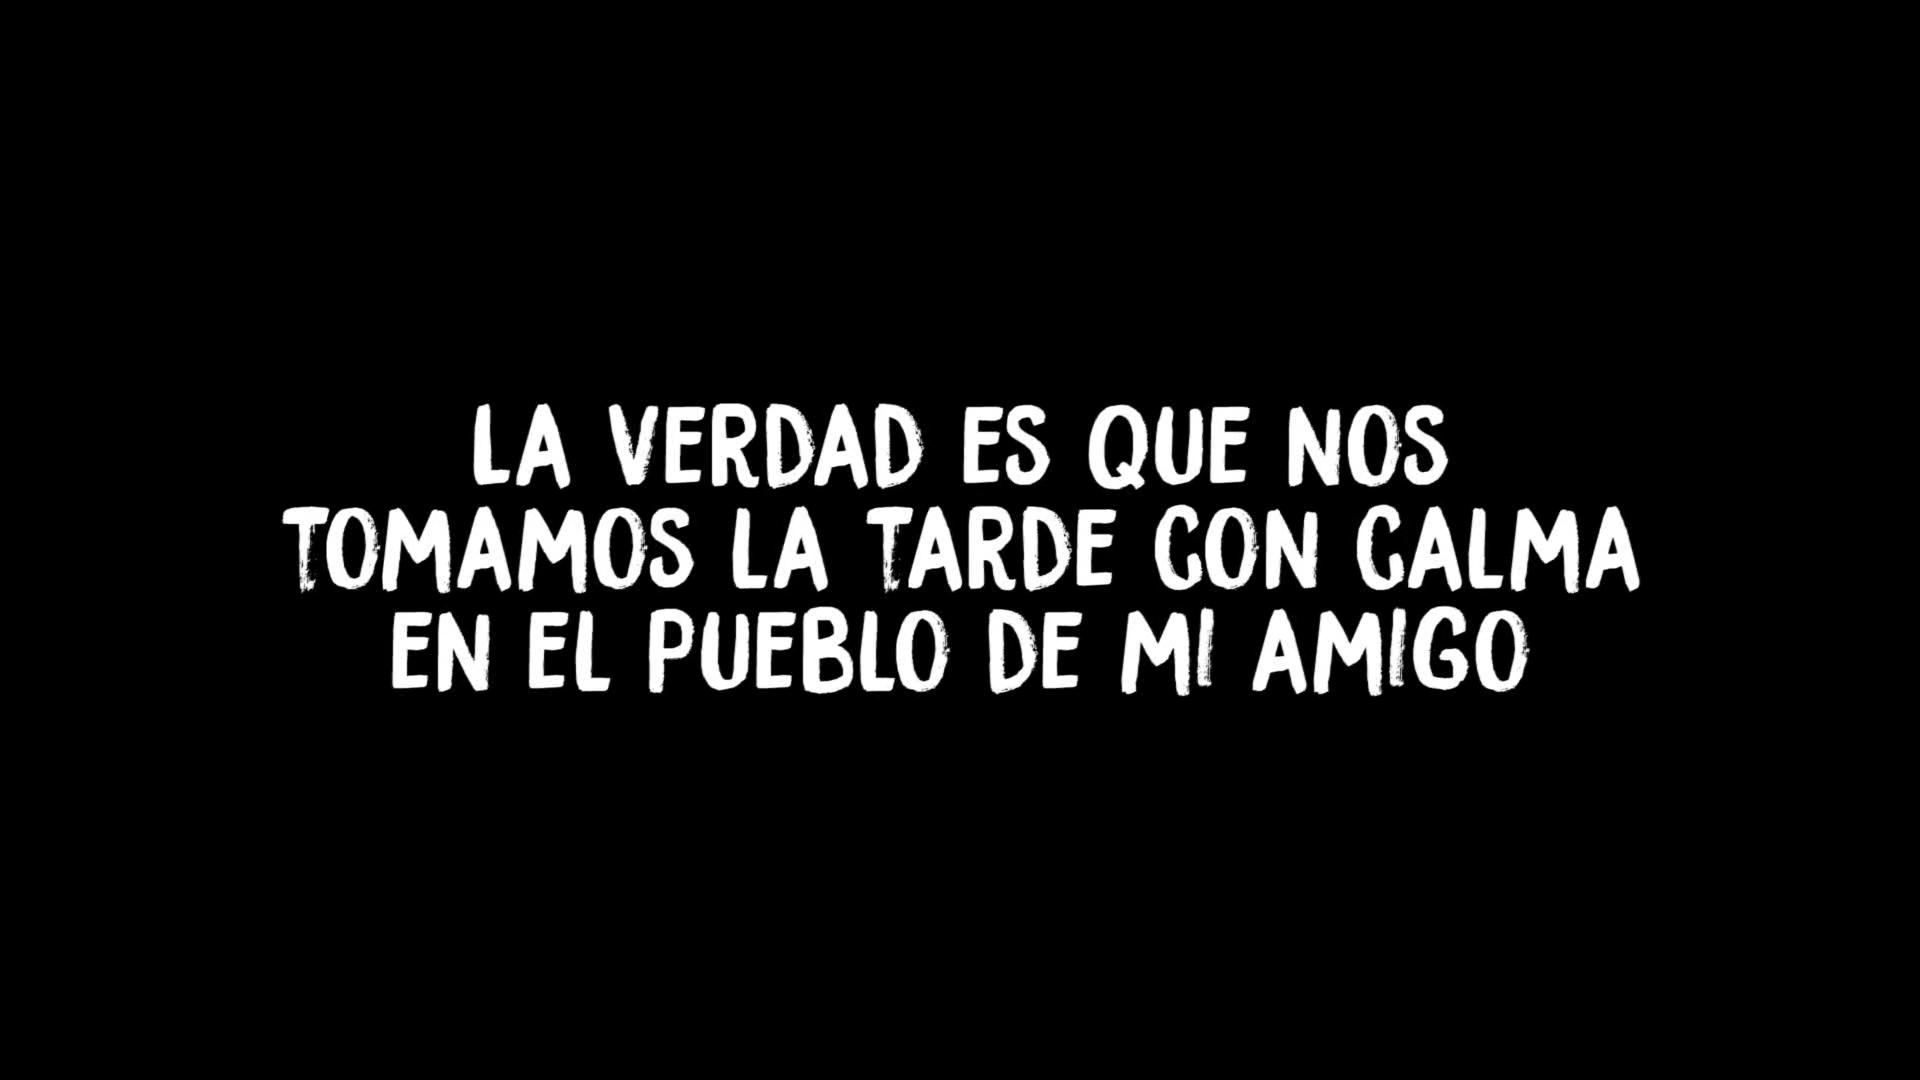 LA VERDAD ES QUE NOS
TOMAMOS LA TARDE CON CALMA
EN EL PUEBLO DE MI AMIGO